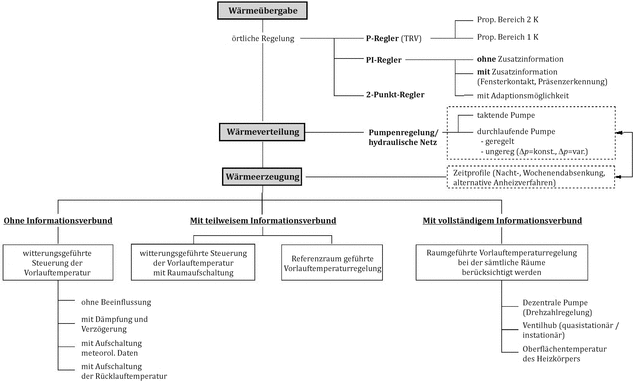 Wärmeübergabe
örtliche Regelung
P-Regler (TRV)
Prop. Bereich 2 K
Prop. Bereich 1 K
PI-Regler
ohne Zusatzinformation
mit Zusatzinformation
(Fensterkontakt, Präsenzerkennung)
mit Adaptionsmöglichkeit
2-Punkt-Regler
Wärmeverteilung
Pumpenregelung/
hydraulische Netz
taktende Pumpe
durchlaufende Pumpe
- geregelt
- ungereg (Δp=konst., Δp=var.)
Wärmeerzeugung
Zeitprofile (Nacht-, Wochenendabsenkung,
alternative Anheizverfahren)
Ohne Informationsverbund
Mit teilweisem Informationsverbund
Mit vollständigem Informationsverbund
witterungsgeführte
Steuerung der
Vorlauftemperatur
witterungsgeführte Steuerung
der Vorlauftemperatur
mit Raumaufschaltung
Referenzraum geführte
Vorlauftemperaturregelung
Raumgeführte Vorlauftemperaturregelung
bei der sämtliche Räume
berücksichtigt werden
ohne Beeinflussung
mit Dämpfung und
Verzögerung
mit Aufschaltung
meteorol. Daten
mit Aufschaltung
der Rücklauftemperatur
Dezentrale Pumpe
(Drehzahlregelung)
Ventilhub (quasistationär /
instationär)
Oberflächentemperatur
des Heizkörpers